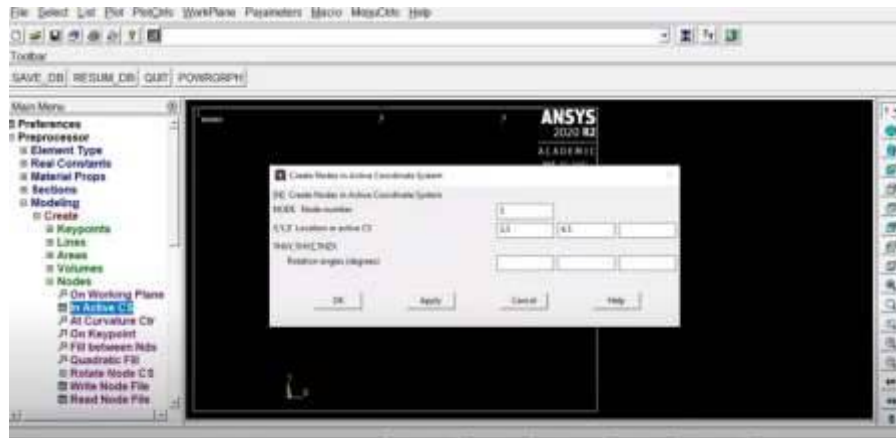 File Select List Plot PlotCtrls WorkPlane Parameters Macro MenuCtrls Help
Toolbar
SAVE_DB RESUM_DB QUIT POWRGRPH
Main Menu
Preferences
Preprocessor
Element Type
Real Constants
Material Props
Sections
Modeling
Create
Keypoints
Lines
Areas
Volumes
Nodes
On Working Plane
In Active CS
At Curvature Ctr
On Keypoint
Fill between Nds
Quadratic Fill
Rotate Node CS
Write Node File
Read Node File
ANSYS
2020 R2
ACADEMIC
Create Nodes in Active Coordinate System
[N] Create Nodes in Active Coordinate System
NODE Node number
X,Y,Z Location in active CS
THXY,THYZ,THZX
Rotation angles (degrees)
OK Apply Cancel Help